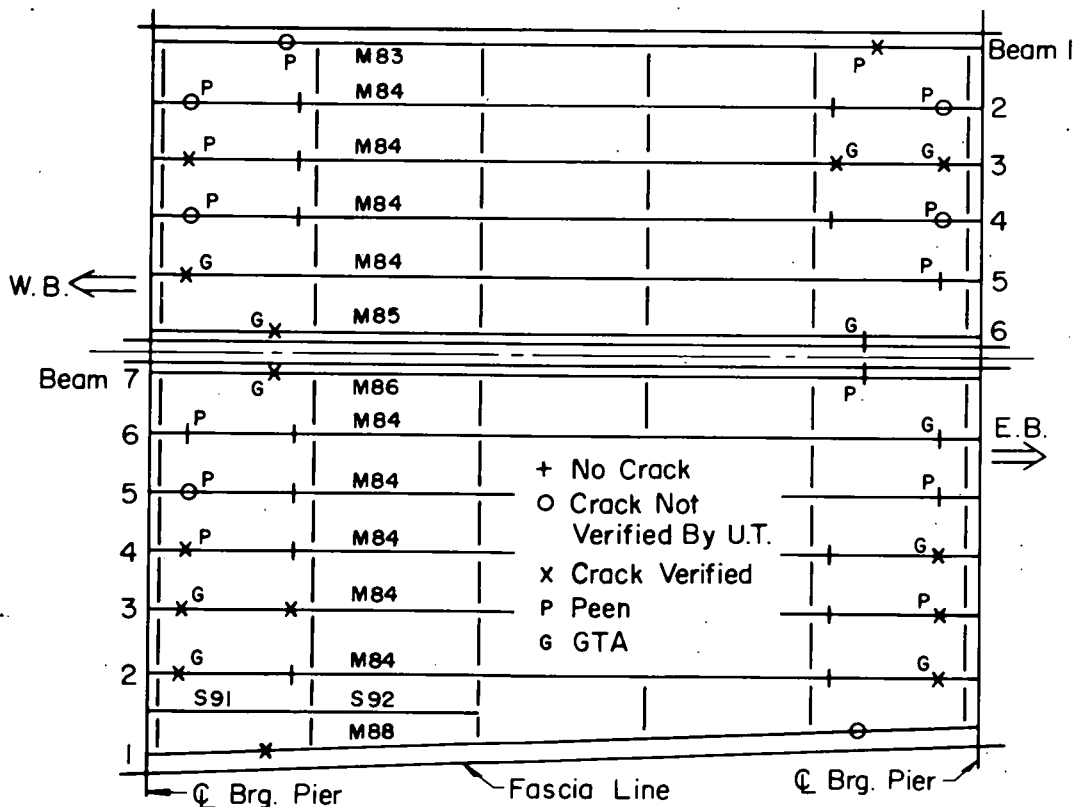 Beam 1
P
M83
P
P
M84
P
2
P
M84
G
G
3
P
M84
P
4
G
M84
P
5
W. B.
G
M85
G
6
Beam 7
G
M86
P
6
P
M84
G
E.B.
+ No Crack
5
P
M84
P
o Crack Not
Verified By U.T.
4
P
M84
G
x Crack Verified
3
G
M84
P
P Peen
G GTA
2
G
M84
G
S91
S92
M88
1
℄ Brg. Pier
Fascia Line
℄ Brg. Pier